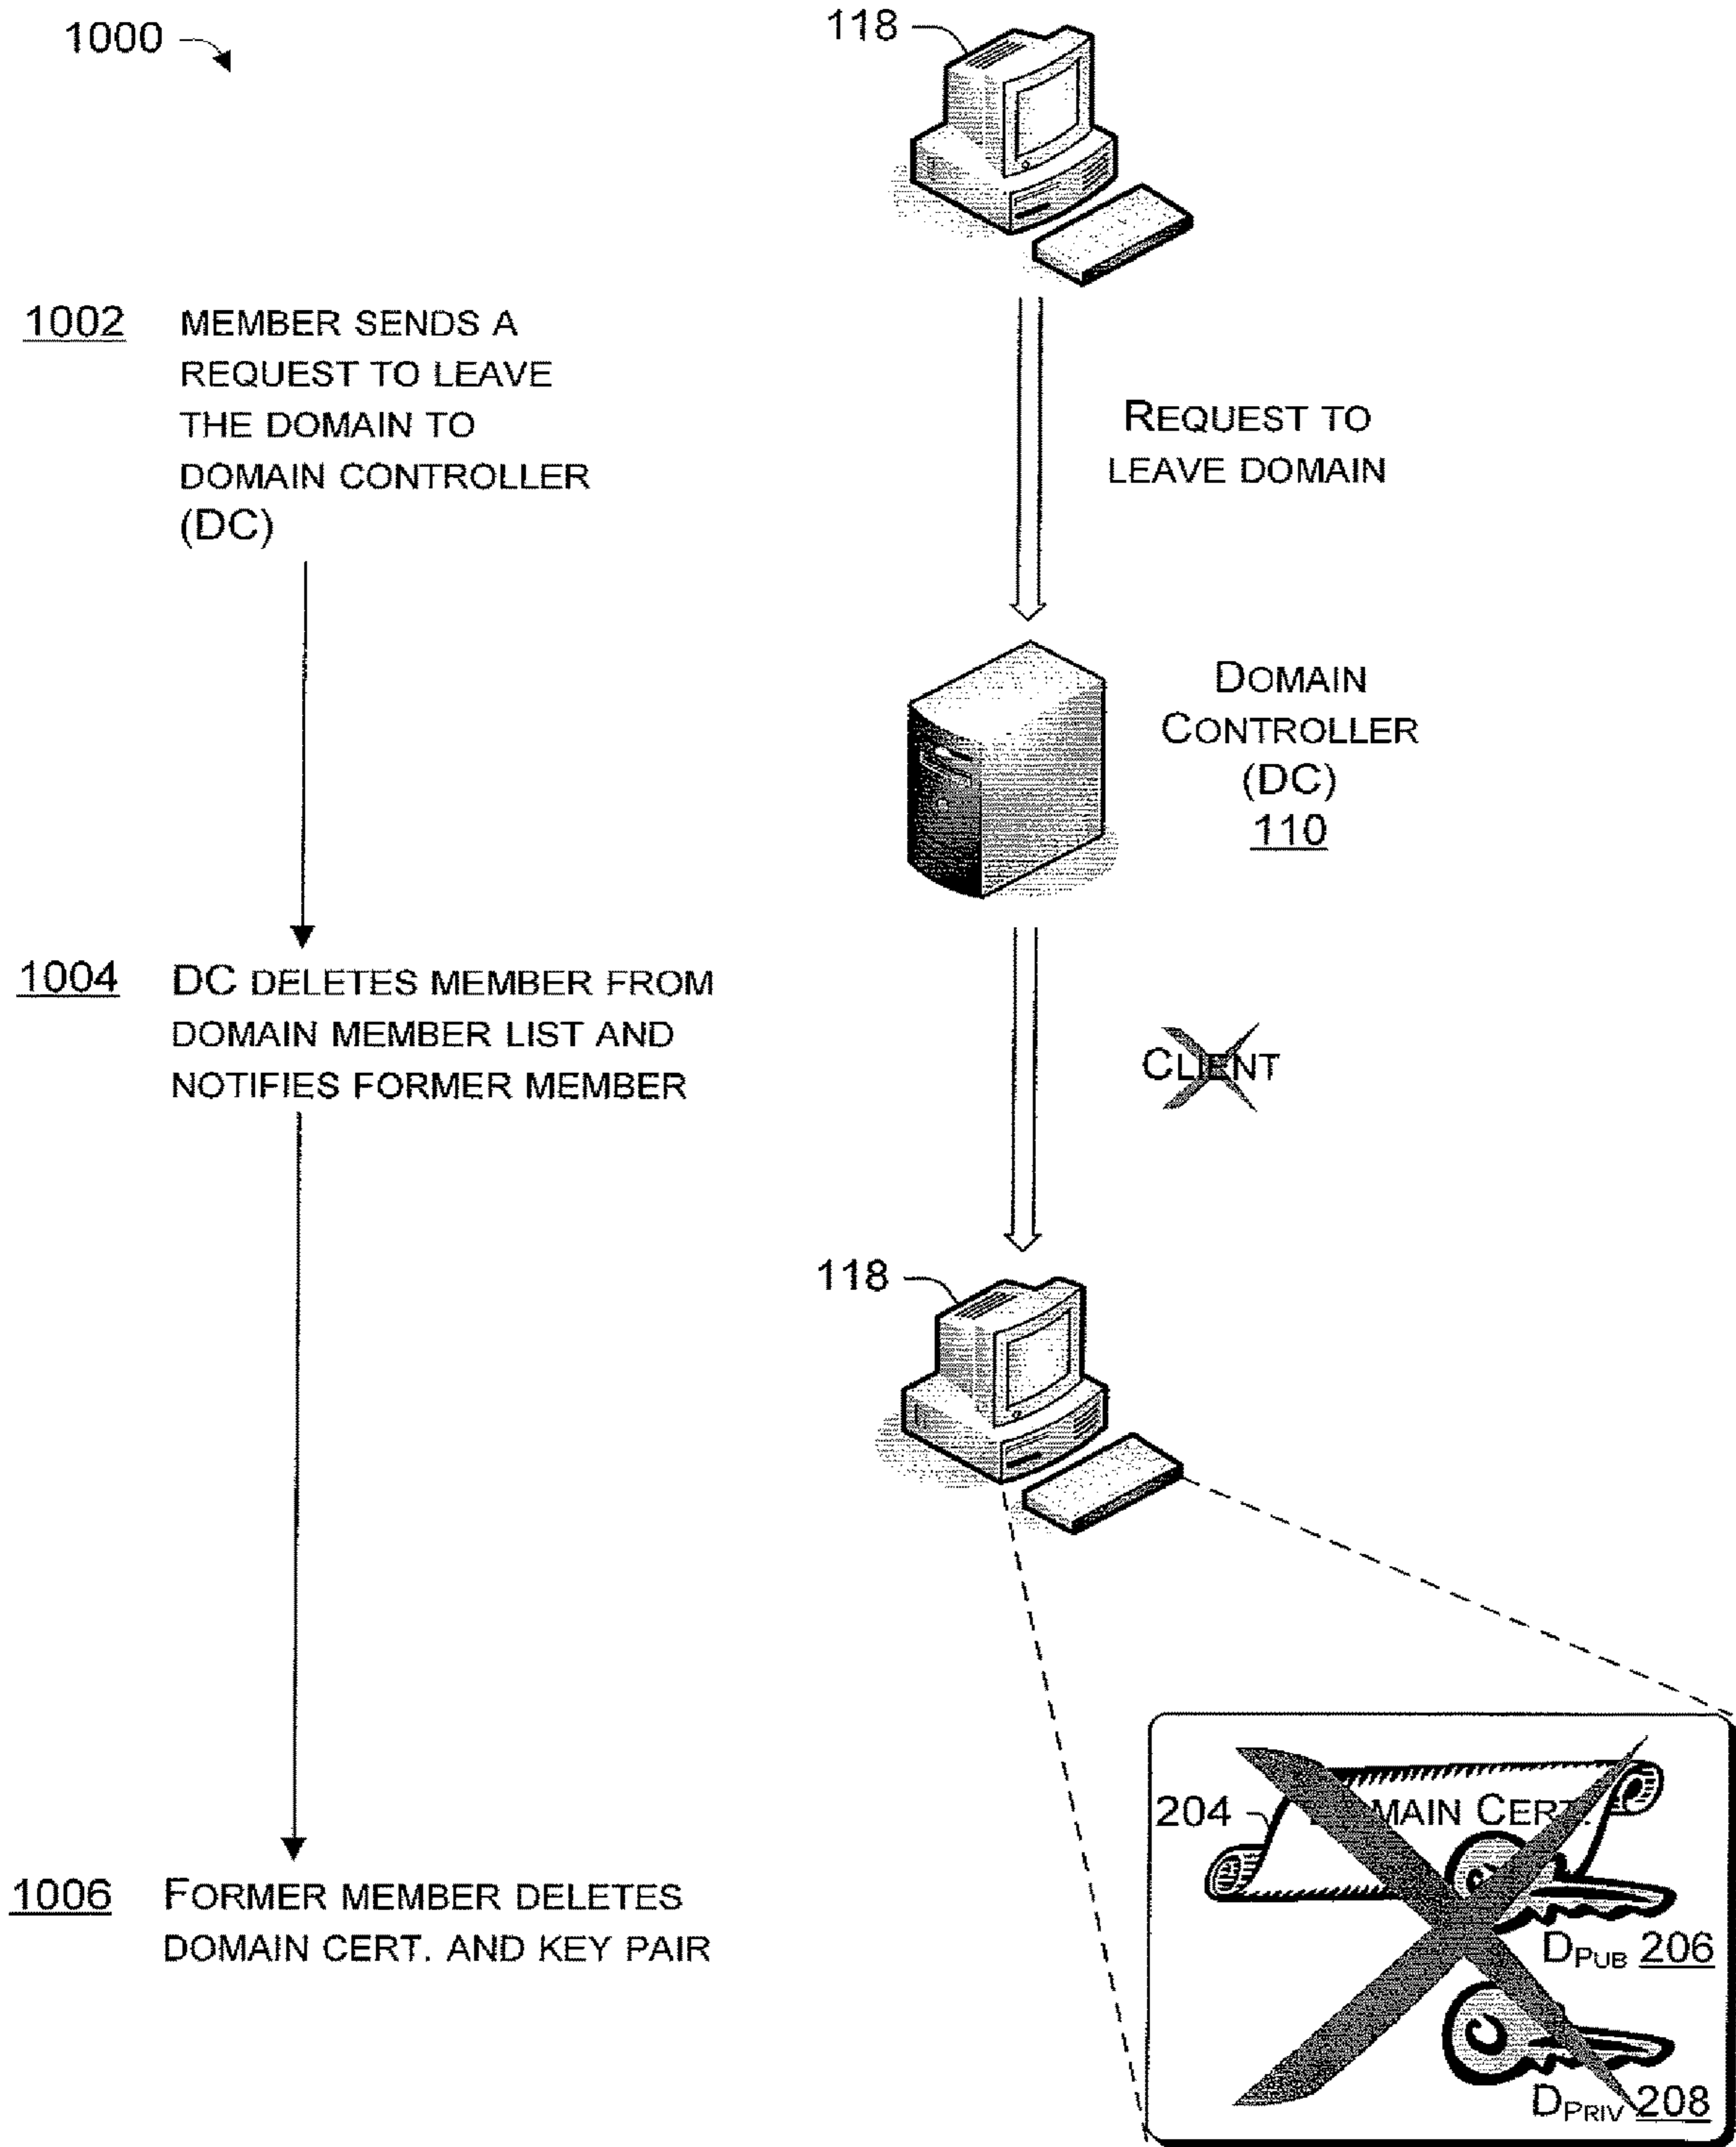 1000
118
1002 MEMBER SENDS A
REQUEST TO LEAVE
THE DOMAIN TO
DOMAIN CONTROLLER
(DC)
REQUEST TO
LEAVE DOMAIN
DOMAIN
CONTROLLER
(DC)
110
1004 DC DELETES MEMBER FROM
DOMAIN MEMBER LIST AND
NOTIFIES FORMER MEMBER
CLIENT
118
204
CERT.
1006 FORMER MEMBER DELETES
DOMAIN CERT. AND KEY PAIR
DPUB 206
DPRIV 208